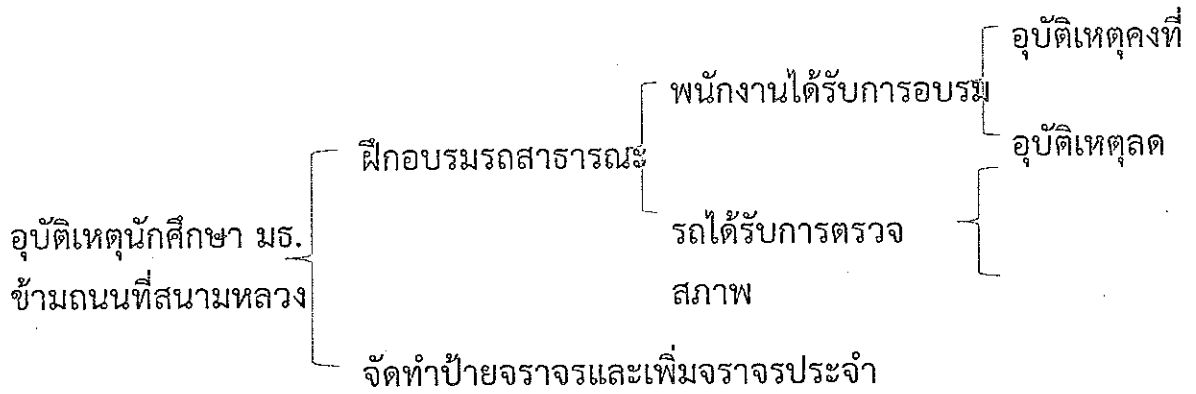 อุบัติเหตุคงที่
พนักงานได้รับการอบรม
อุบัติเหตุลด
ฝึกอบรมรถสาธารณะ
รถได้รับการตรวจ
สภาพ
อุบัติเหตุนักศึกษา มธ.
ข้ามถนนที่สนามหลวง
จัดทำป้ายจราจรและเพิ่มจราจรประจำ